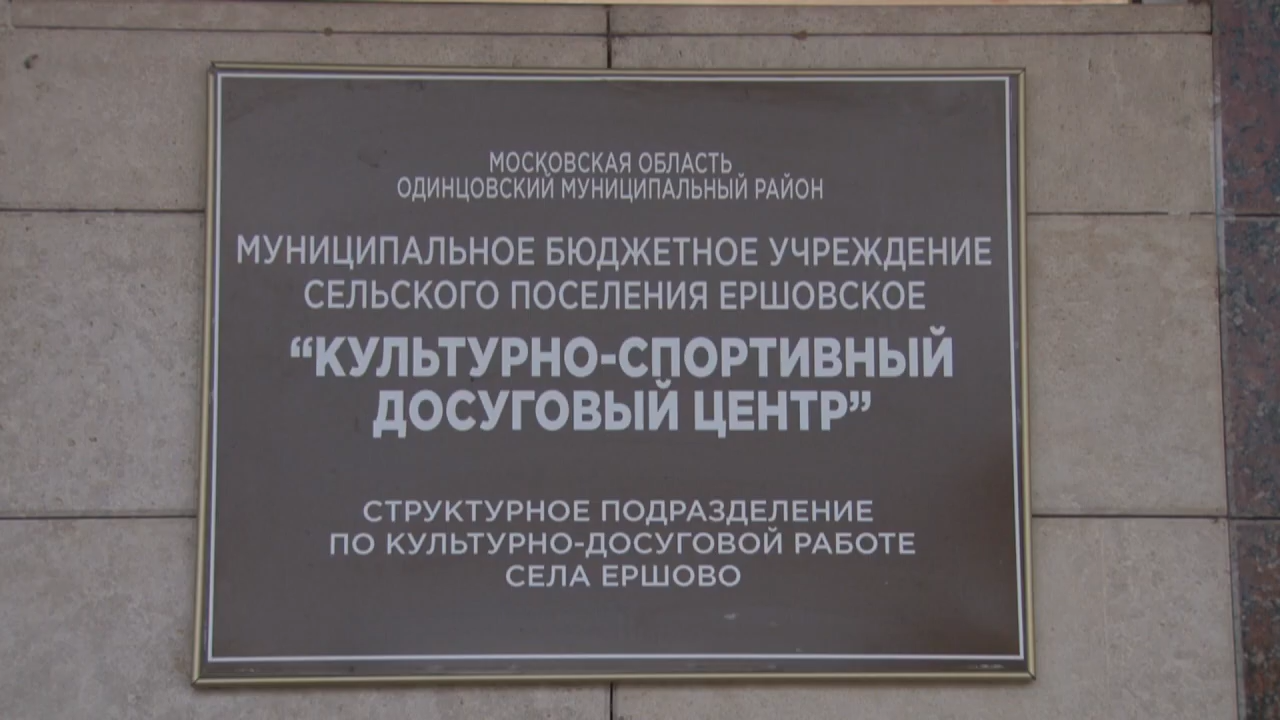 МОСКОВСКАЯ ОБЛАСТЬ
ОДИНЦОВСКИЙ МУНИЦИПАЛЬНЫЙ РАЙОН
МУНИЦИПАЛЬНОЕ БЮДЖЕТНОЕ УЧРЕЖДЕНИЕ
СЕЛЬСКОГО ПОСЕЛЕНИЯ ЕРШОВСКОЕ
“КУЛЬТУРНО-СПОРТИВНЫЙ
ДОСУГОВЫЙ ЦЕНТР”
СТРУКТУРНОЕ ПОДРАЗДЕЛЕНИЕ
ПО КУЛЬТУРНО-ДОСУГОВОЙ РАБОТЕ
СЕЛА ЕРШОВО